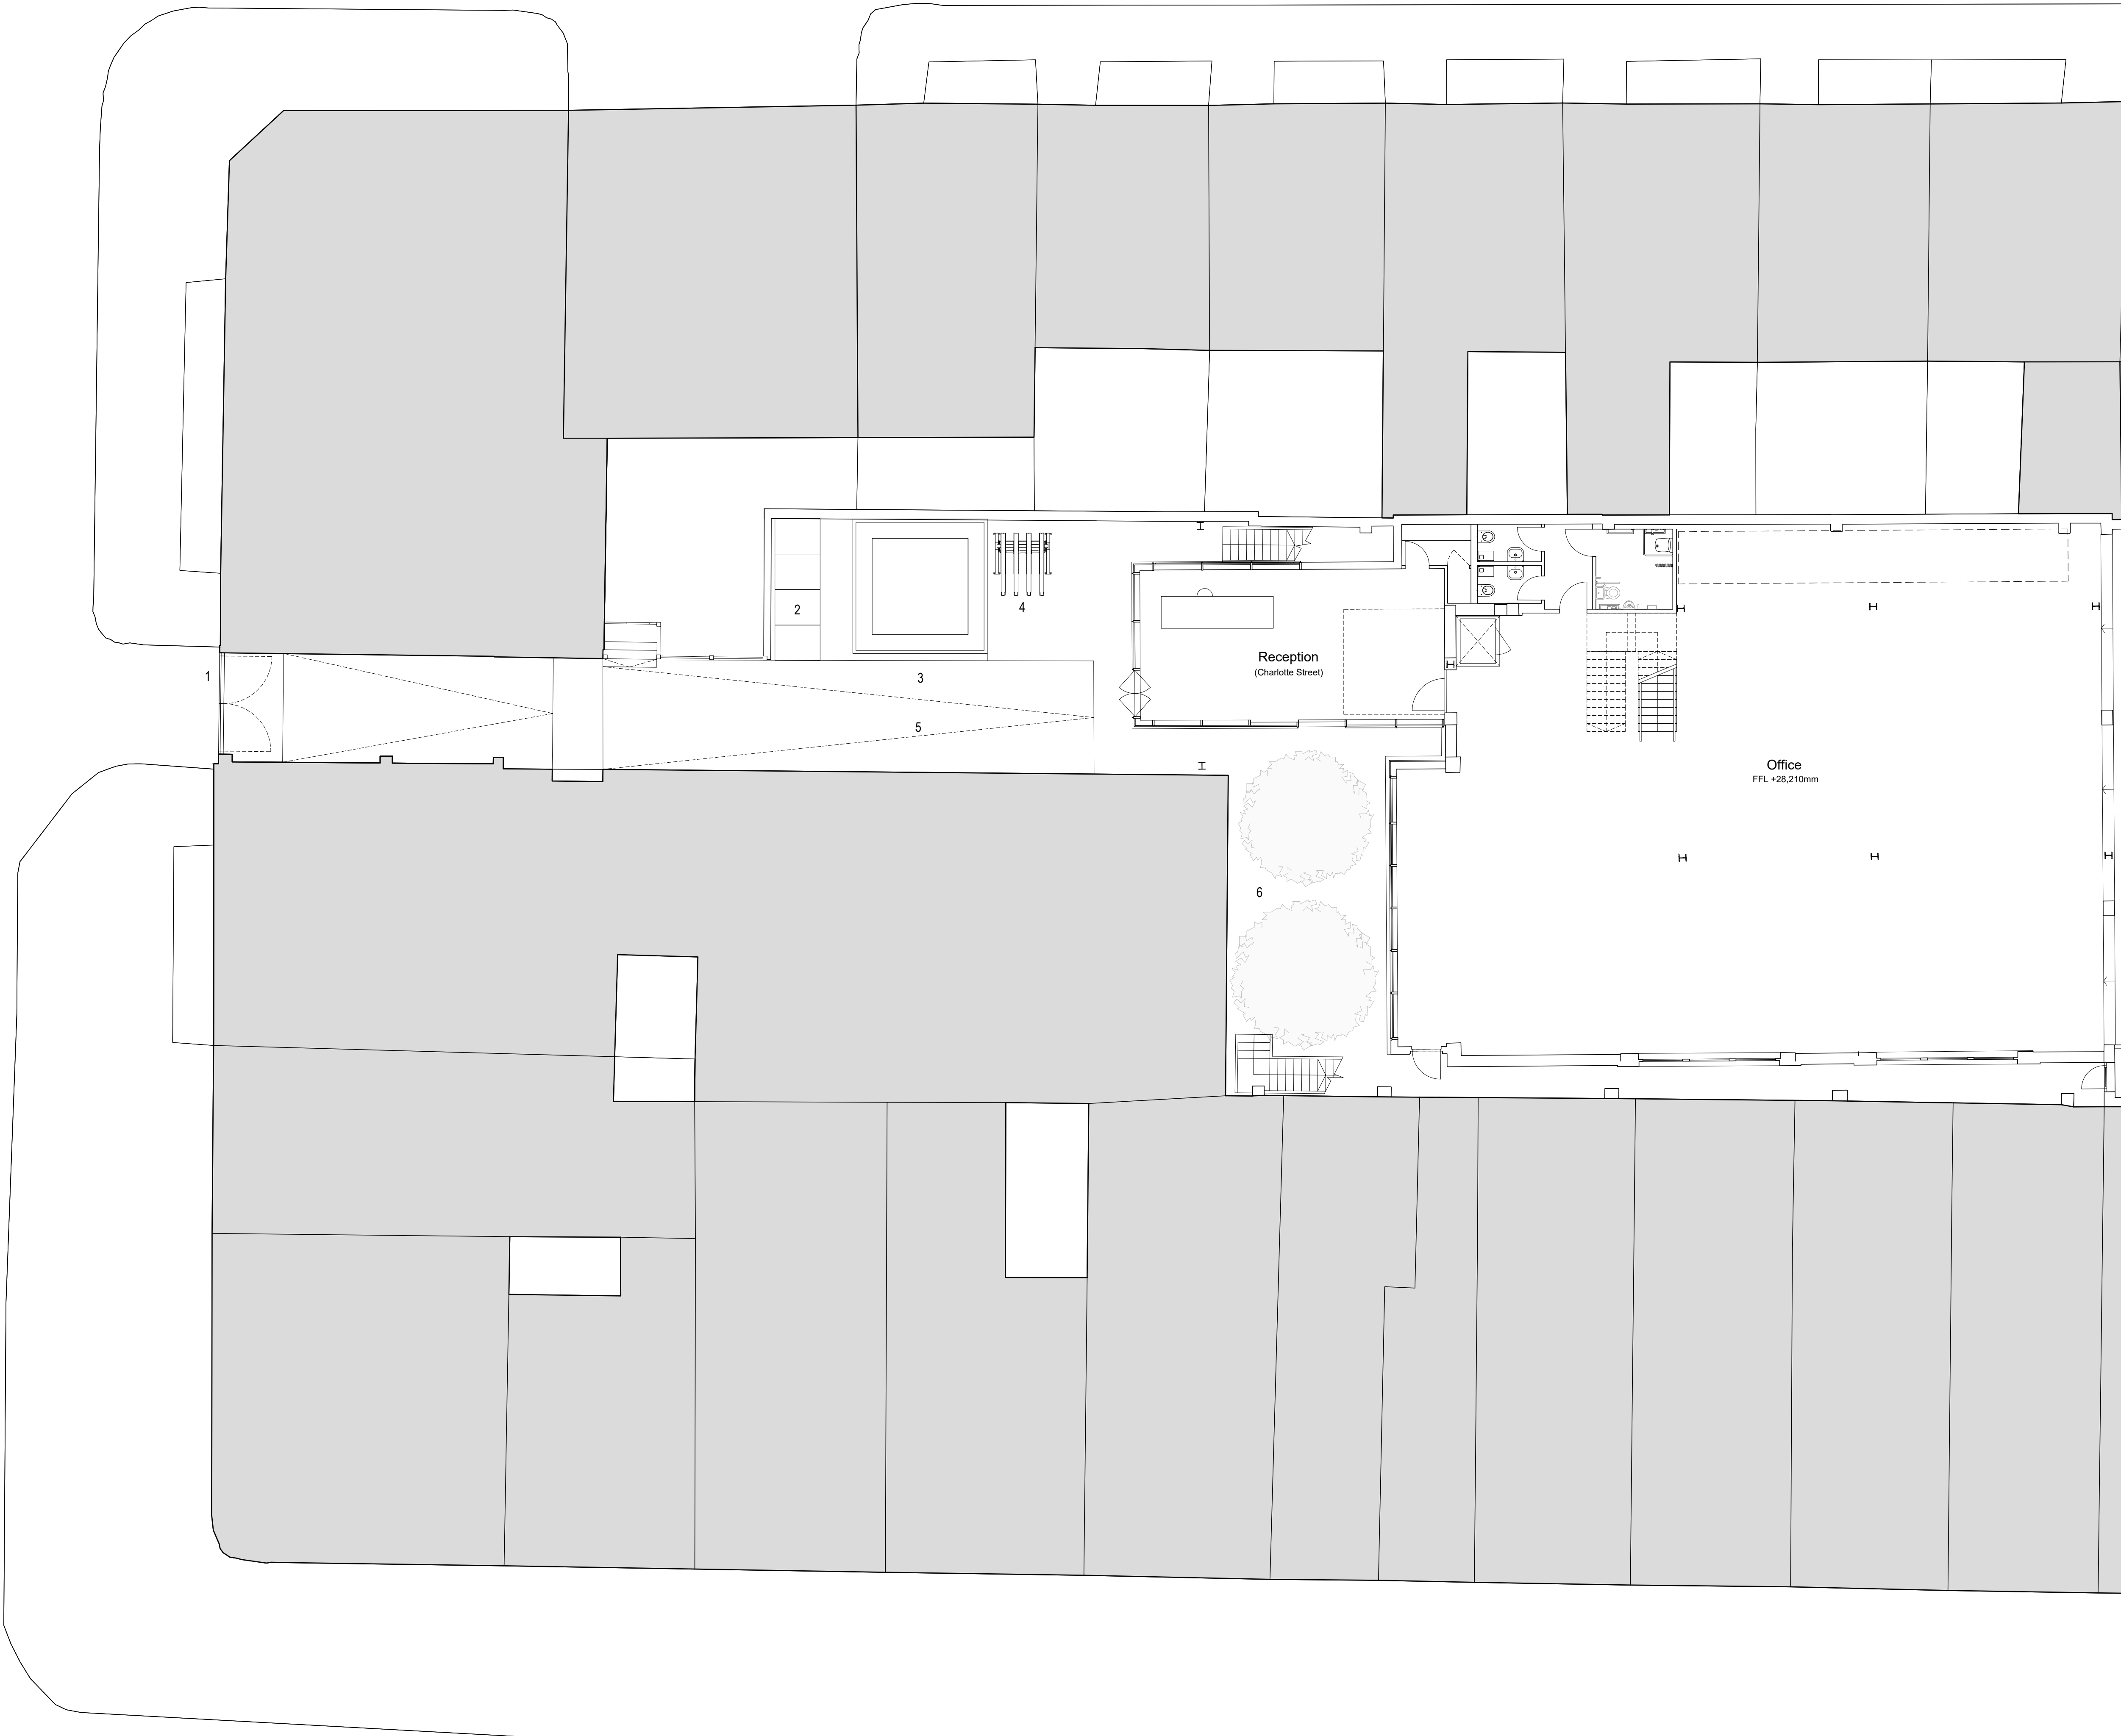 1
2
3
4
5
6
Reception
(Charlotte Street)
Office
FFL +28,210mm